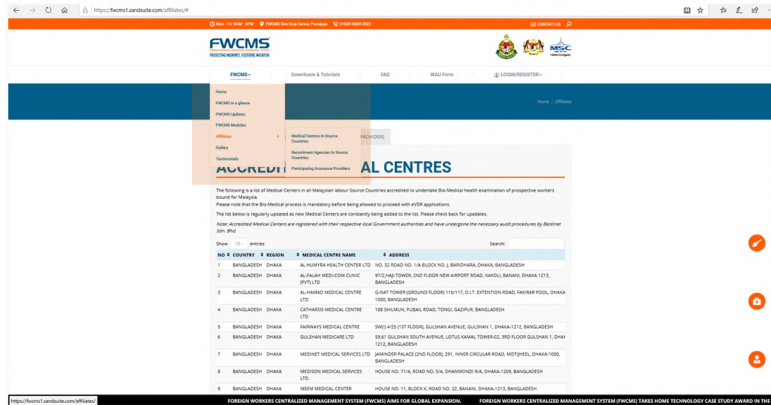 https://fwcms1.sandsuite.com/affiliates/#
Mon - Fri 8AM - 5PM FWCMS One Stop Center, Putrajaya
CONTACT US
FWCMS
PROTECTING MIGRANTS, FOSTERING MIGRATION
MSC
FWCMS Downloads & Tutorials FAQ WAU Form LOGIN/REGISTER
Home Affiliates
Home
FWCMS in a glance
FWCMS Updates
FWCMS Modules
Affiliates
Gallery
Testimonials
Medical Centres In Source
Countries
Recruitment Agencies In Source
Countries
Participating Insurance Providers
PROVIDERS
ACCREDI AL CENTRES
The following is a list of Medical Centers in all Malaysian labour Source Countries accredited to undertake Bio-Medical health examination of prospective workers
bound for Malaysia.
Please note that the Bio-Medical process is mandatory before being allowed to proceed with eVDR applications.
The list below is regularly updated as new Medical Centers are constantly being added to the list. Please check back for updates.
Note: Accredited Medical Centers are registered with their respective local Government authorities and have undergone the necessary audit procedures by Bestinet
Sdn. Bhd.
Show 10 entries Search:
NO COUNTRY REGION MEDICAL CENTRE NAME ADDRESS
1 BANGLADESH DHAKA AL HUMYRA HEALTH CENTER LTD NO. 32 ROAD NO. 1/A BLOCK NO. J, BARIDHARA, DHAKA, BANGLADESH
2 BANGLADESH DHAKA AL-FALAH MEDI-COM CLINIC
(PVT) LTD
TOWER, 2ND FLOOR NEW AIRPORT ROAD, KAKOLI, BANANI, DHAKA 1213,
BANGLADESH
3 BANGLADESH DHAKA AL-HAMAD MEDICAL CENTRE
LTD
G-NAT TOWER (GROUND FLOOR) 116/117, D.I.T. EXTENTION ROAD, FAKIRAR POOL, DHAKA
1000, BANGLADESH
4 BANGLADESH DHAKA CATHARSIS MEDICAL CENTRE
LTD
188 SHILMUN, PUBAIL ROAD, TONGI, GAZIPUR, BANGLADESH
5 BANGLADESH DHAKA FAIRWAYS MEDICAL CENTRE 4/25 (1ST FLOOR), GULSHAN AVENUE, GULSHAN 1, DHAKA-1212, BANGLADESH
6 BANGLADESH DHAKA GULSHAN MEDICARE LTD GULSHAN SOUTH AVENUE, LOTUS KAMAL TOWER-02, 3RD FLOOR GULSHAN 1, DHAK
1212, BANGLADESH
7 BANGLADESH DHAKA MEDINET MEDICAL SERVICES LTD JAMINDER PALACE (2ND FLOOR), 291, INNER CIRCULAR ROAD, MOTIJHEEL, DHAKA-1000,
BANGLADESH
8 BANGLADESH DHAKA MEDISON MEDICAL SERVICES
LTD.
HOUSE NO. 71/A, ROAD NO. 5/A, DHANMONDI R/A, DHAKA-1209, BANGLADESH
9 BANGLADESH DHAKA MEEM MEDICAL CENTER HOUSE NO. 11, BLOCK K, ROAD NO. 22, BANANI, DHAKA-1213, BANGLADESH
https://fwcms1.sandsuite.com/affiliates/
FOREIGN WORKERS CENTRALIZED MANAGEMENT SYSTEM (FWCMS) AIMS FOR GLOBAL EXPANSION. FOREIGN WORKERS CENTRALIZED MANAGEMENT SYSTEM (FWCMS) TAKES HOME TECHNOLOGY CASE STUDY AWARD IN THE